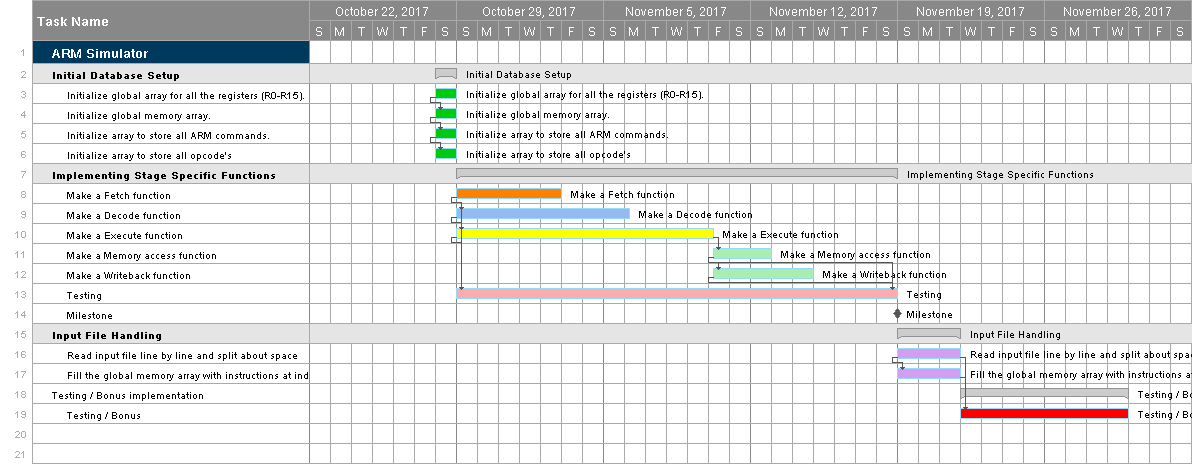 Task Name
October 22, 2017 October 29, 2017 November 5, 2017 November 12, 2017 November 19, 2017 November 26, 2017
S M T W T F S S M T W T F S S M T W T F S S M T W T F S S M T W T F S S M T W T F S
1 ARM Simulator
2 Initial Database Setup Initial Database Setup
3 Initialize global array for all the registers (R0-R15). Initialize global array for all the registers (R0-R15).
4 Initialize global memory array. Initialize global memory array.
5 Initialize array to store all ARM commands. Initialize array to store all ARM commands.
6 Initialize array to store all opcode's Initialize array to store all opcode's
7 Implementing Stage Specific Functions Implementing Stage Specific Functions
8 Make a Fetch function Make a Fetch function
9 Make a Decode function Make a Decode function
10 Make a Execute function Make a Execute function
11 Make a Memory access function Make a Memory access function
12 Make a Writeback function Make a Writeback function
13 Testing Testing
14 Milestone Milestone
15 Input File Handling Input File Handling
16 Read input file line by line and split about space Read input file line by line and split about spac
17 Fill the global memory array with instructions at ind Fill the global memory array with instructions at
18 Testing / Bonus implementation Testing / Bo
19 Testing / Bonus Testing / Bo
20
21